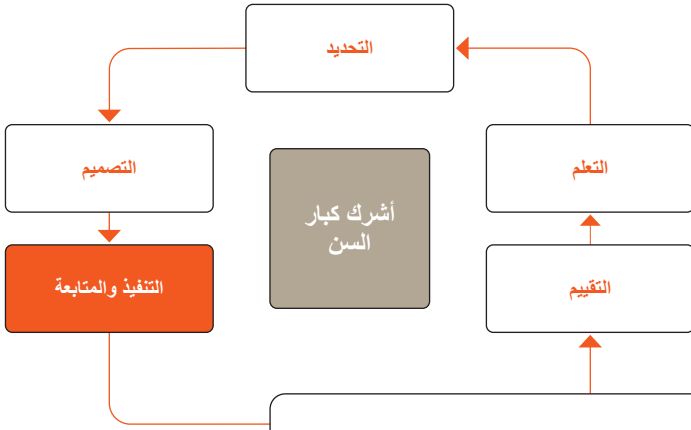 التحديد
التعلم
التصميم
أشرك كبار
السن
التنفيذ والمتابعة
التقييم